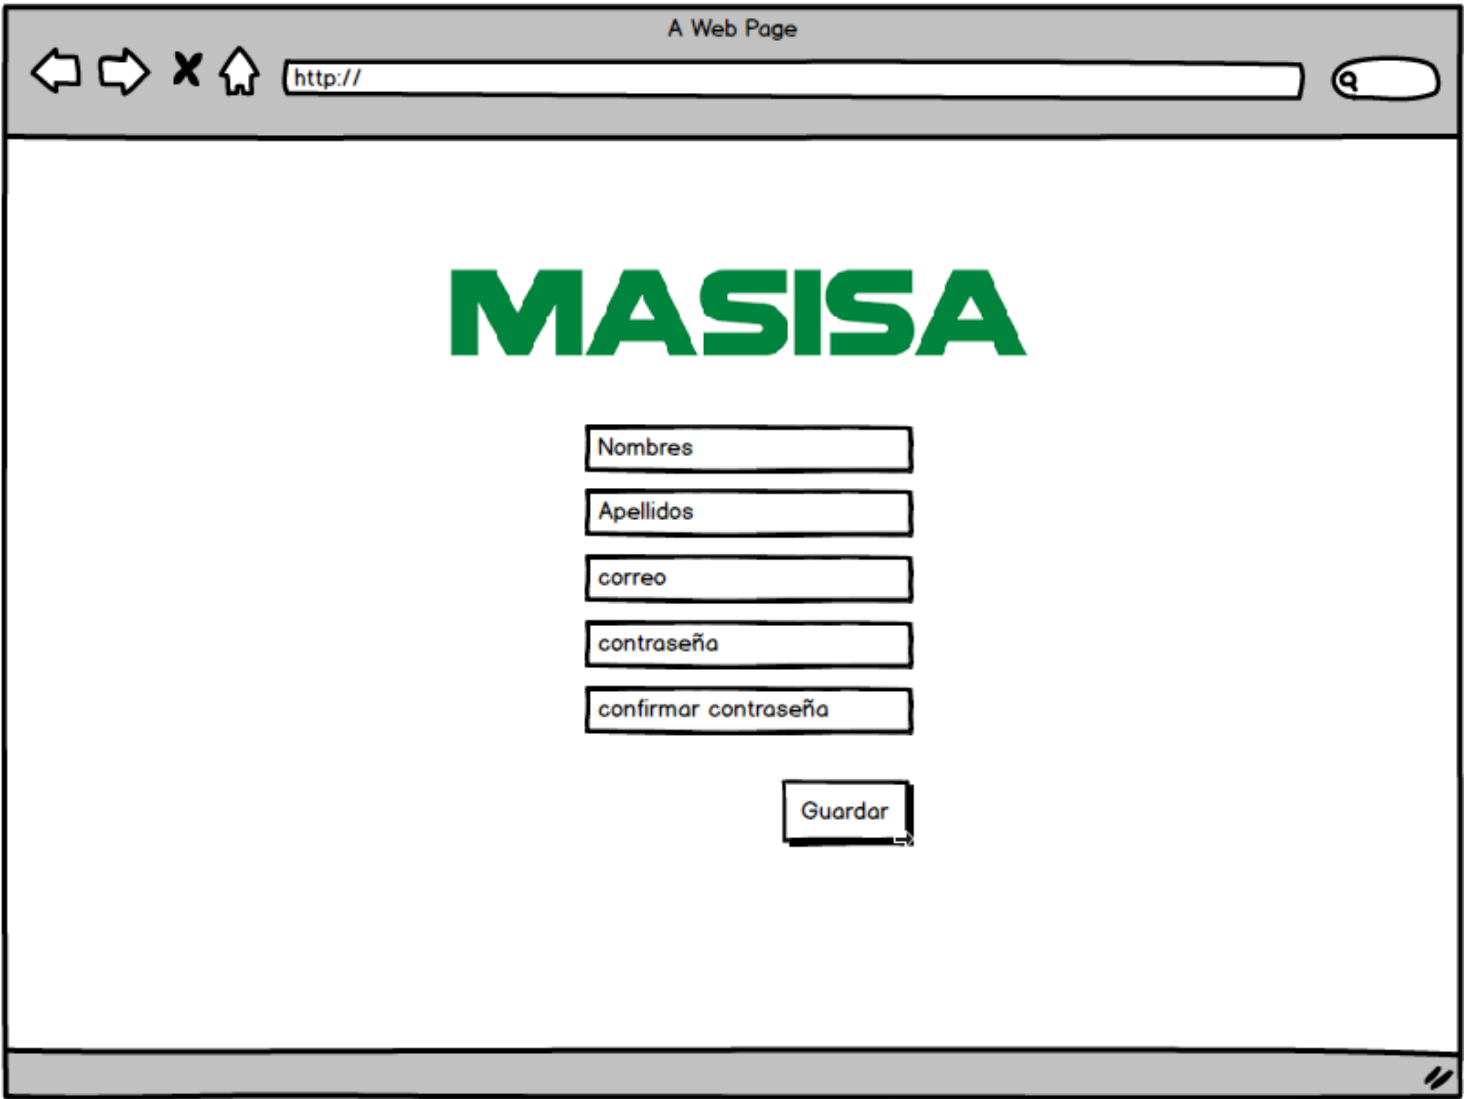 A Web Page
http://
MASISA
Nombres
Apellidos
correo
contraseña
confirmar contraseña
Guardar